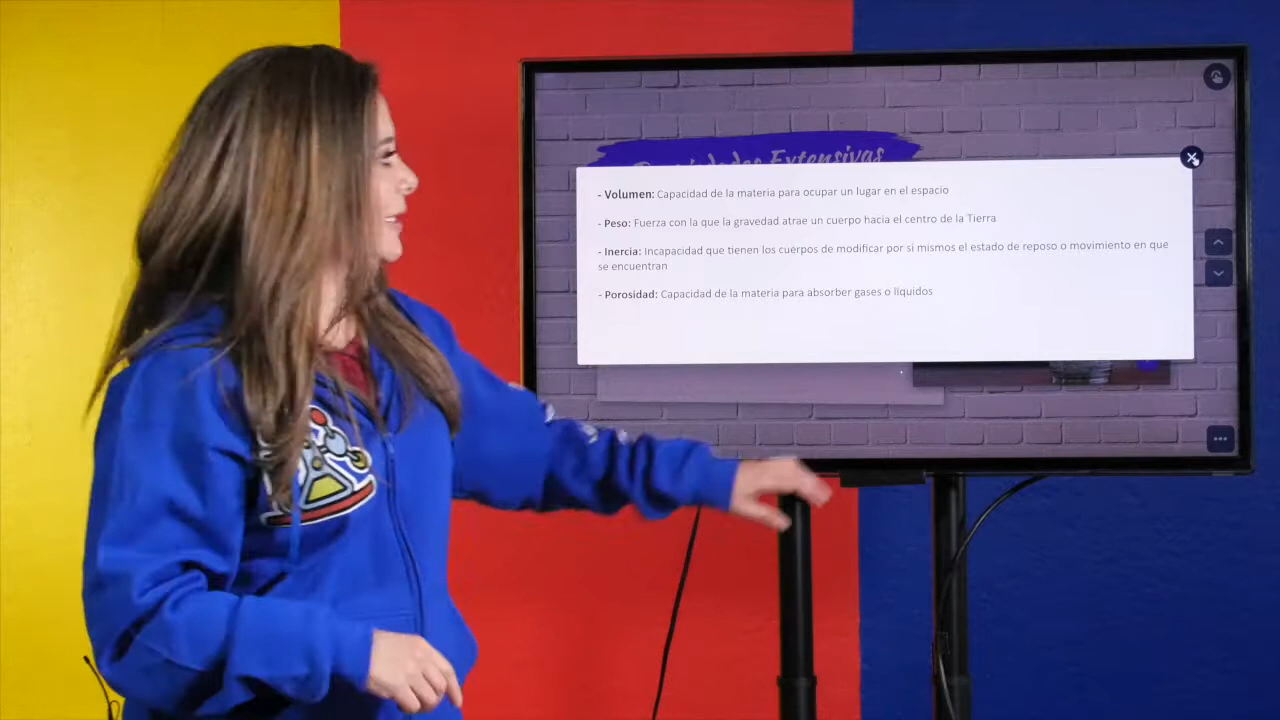 Propiedades Extensivas
- Volumen: Capacidad de la materia para ocupar un lugar en el espacio
- Peso: Fuerza con la que la gravedad atrae un cuerpo hacia el centro de la Tierra
- Inercia: Incapacidad que tienen los cuerpos de modificar por si mismos el estado de reposo o movimiento en que
se encuentran
- Porosidad: Capacidad de la materia para absorber gases o líquidos